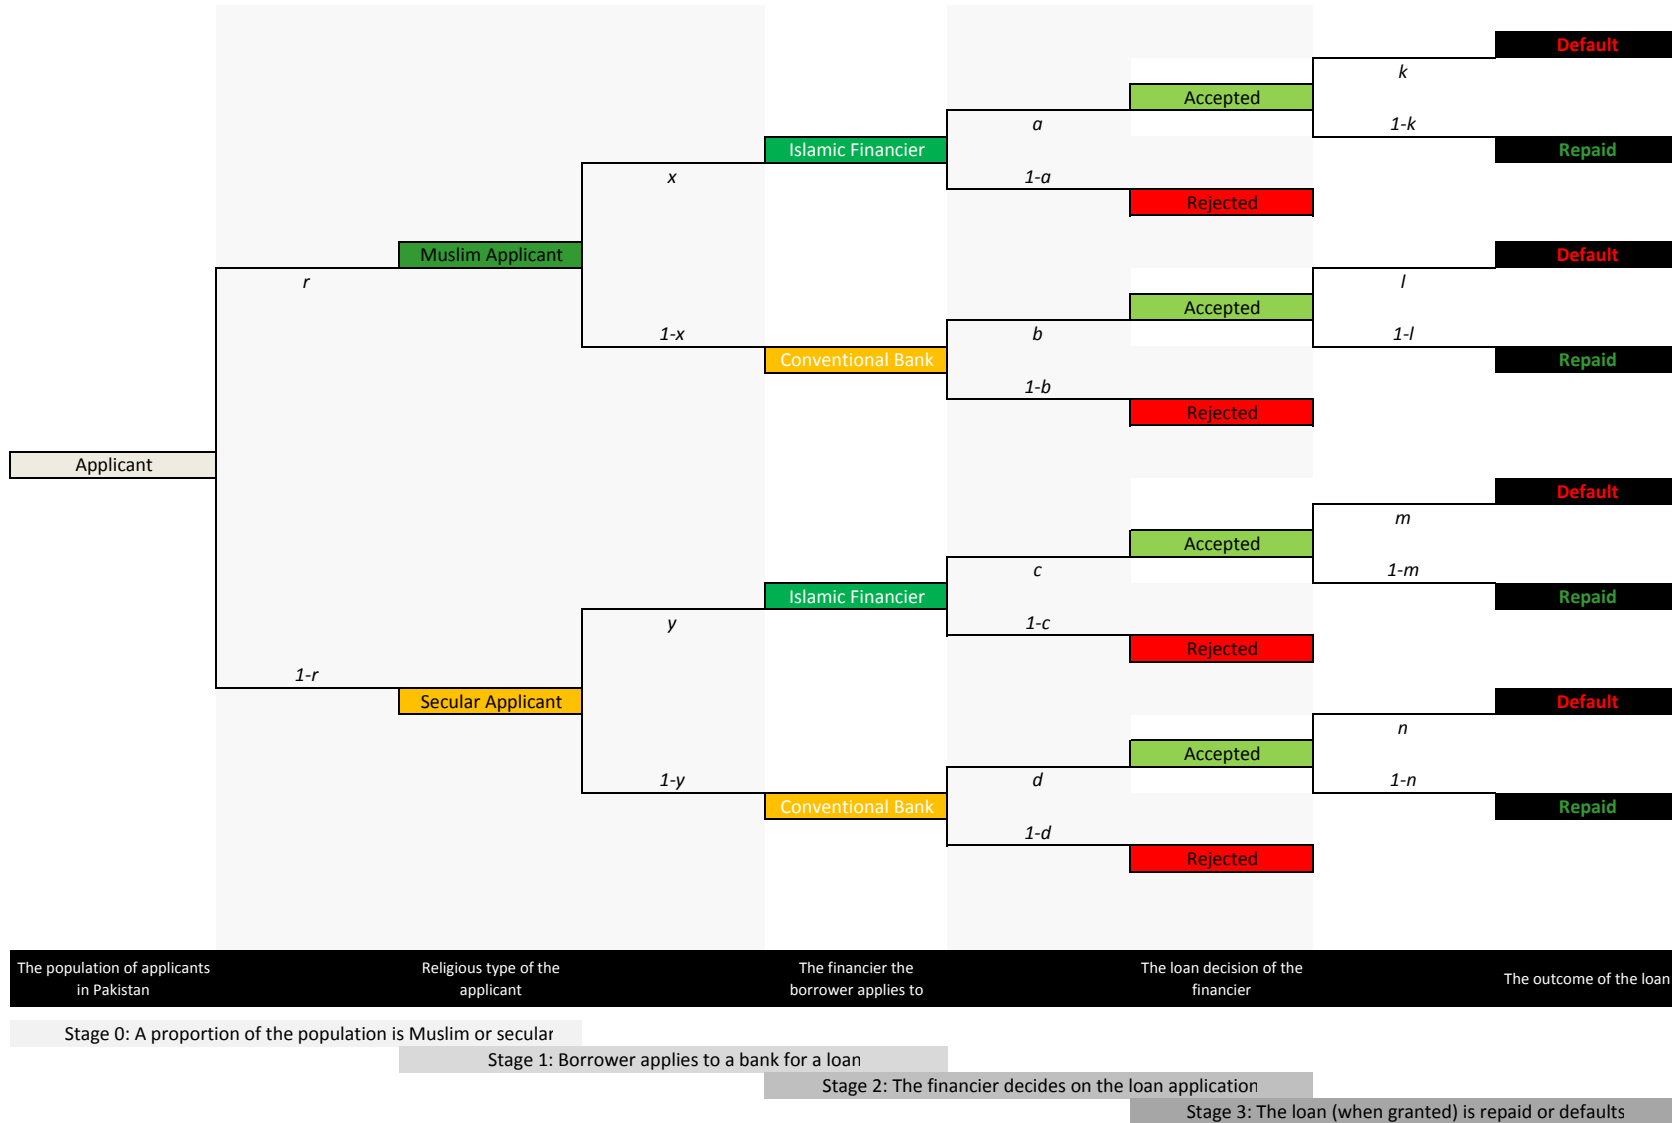 Default
k
Accepted
a
1-k
Islamic Financier
Repaid
x
1-a
Rejected
Muslim Applicant
Default
r
l
Accepted
1-x
b
1-l
Conventional Bank
Repaid
1-b
Rejected
Applicant
Default
m
Accepted
c
1-m
Islamic Financier
Repaid
y
1-c
Rejected
1-r
Secular Applicant
Default
n
Accepted
1-y
d
1-n
Conventional Bank
Repaid
1-d
Rejected
The population of applicants
in Pakistan
Religious type of the
applicant
The financier the
borrower applies to
The loan decision of the
financier
The outcome of the loan
Stage 0: A proportion of the population is Muslim or secular
Stage 1: Borrower applies to a bank for a loan
Stage 2: The financier decides on the loan application
Stage 3: The loan (when granted) is repaid or defaults